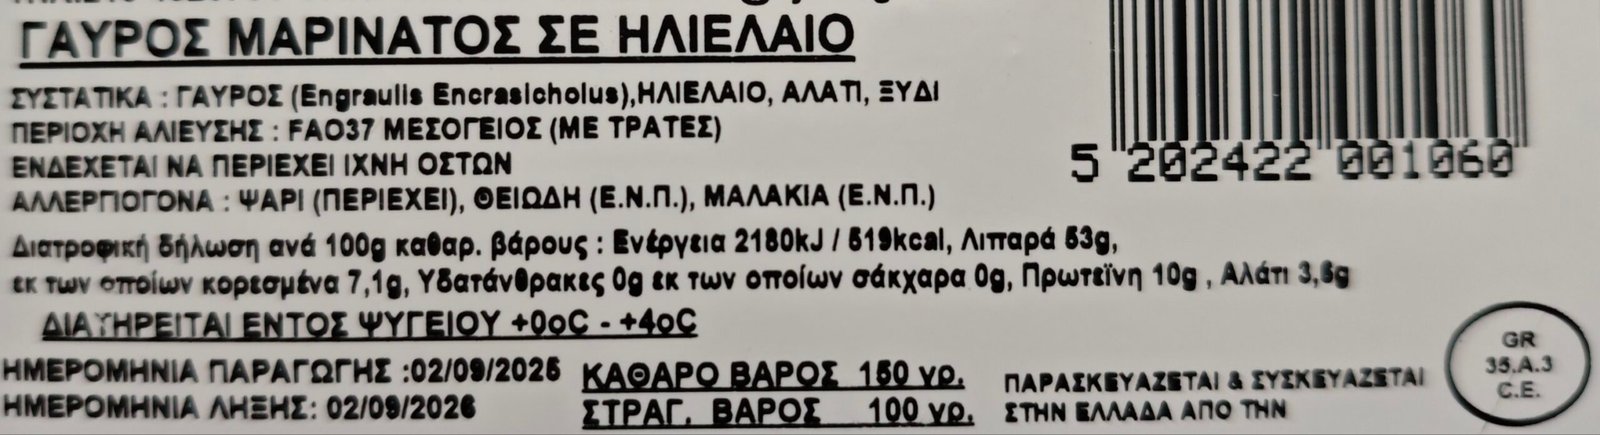 ΓΑΥΡΟΣ ΜΑΡΙΝΑΤΟΣ ΣΕ ΗΛΙΕΛΑΙΟ
ΣΥΣΤΑΤΙΚΑ : ΓΑΥΡΟΣ (Engraulis Encrasicholus),ΗΛΙΕΛΑΙΟ, ΑΛΑΤΙ, ΞΥΔΙ
ΠΕΡΙΟΧΗ ΑΛΙΕΥΣΗΣ : FAO37 ΜΕΣΟΓΕΙΟΣ (ΜΕ ΤΡΑΤΕΣ)
ΕΝΔΕΧΕΤΑΙ ΝΑ ΠΕΡΙΕΧΕΙ ΙΧΝΗ ΟΣΤΩΝ
ΑΛΛΕΡΓΙΟΓΟΝΑ : ΨΑΡΙ (ΠΕΡΙΕΧΕΙ), ΘΕΙΩΔΗ (Ε.Ν.Π.), ΜΑΛΑΚΙΑ (Ε.Ν.Π.)
5 202422 001060
Διατροφική δήλωση ανά 100g καθαρ. βάρους : Ενέργεια 2180kJ / 519kcal, Λιπαρά 53g,
εκ των οποίων κορεσμένα 7,1g, Υδατάνθρακες 0g εκ των οποίων σάκχαρα 0g, Πρωτεΐνη 10g , Αλάτι
ΔΙΑΤΗΡΕΙΤΑΙ ΕΝΤΟΣ ΨΥΓΕΙΟΥ +0οC - +4οC
ΗΜΕΡΟΜΗΝΙΑ ΠΑΡΑΓΩΓΗΣ :02/09/2025
ΗΜΕΡΟΜΗΝΙΑ ΛΗΞΗΣ: 02/09/2026
ΚΑΘΑΡΟ ΒΑΡΟΣ 150 γρ.
ΣΤΡΑΓ. ΒΑΡΟΣ 100 γρ.
ΠΑΡΑΣΚΕΥΑΖΕΤΑΙ & ΣΥΣΚΕΥΑΖΕΤΑΙ
ΣΤΗΝ ΕΛΛΑΔΑ ΑΠΟ ΤΗΝ
GR
35.A.3
C.E.